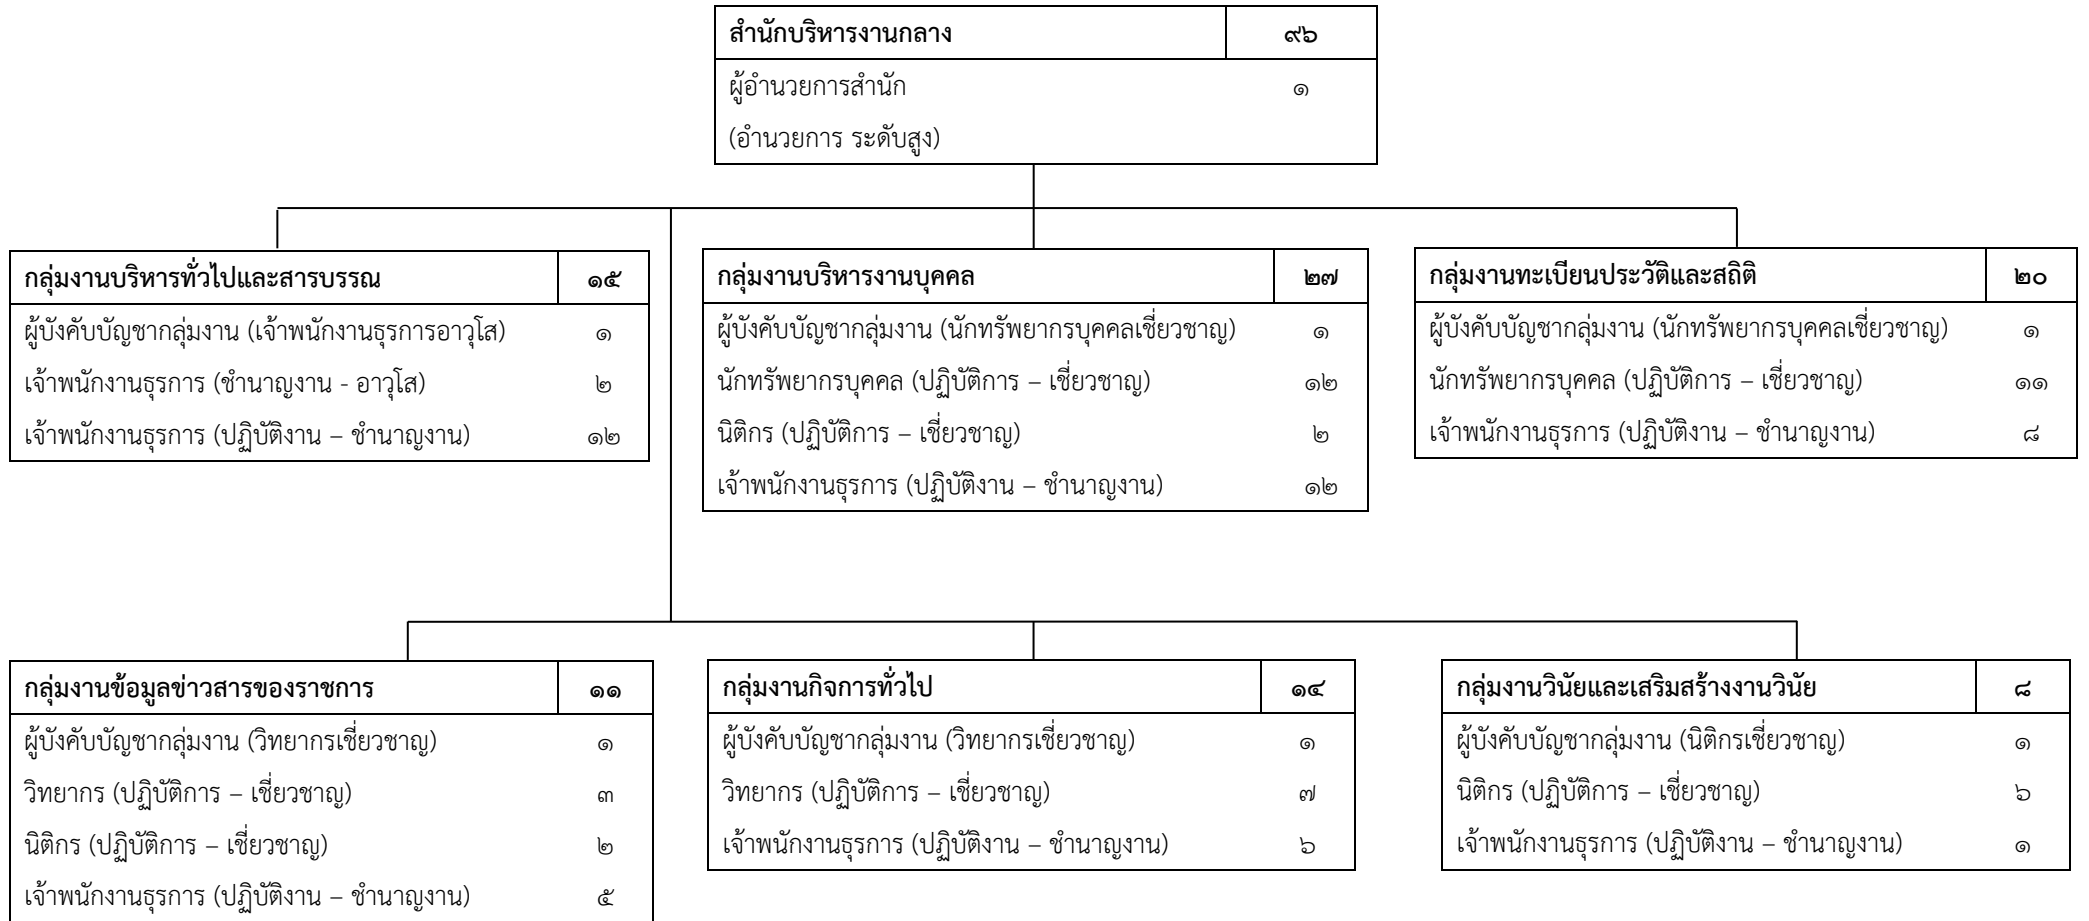 สำนักบริหารงานกลาง ๙๖
ผู้อำนวยการสำนัก ๑
(อำนวยการ ระดับสูง)
กลุ่มงานบริหารทั่วไปและสารบรรณ ๑๕
ผู้บังคับบัญชากลุ่มงาน (เจ้าพนักงานธุรการอาวุโส) ๑
เจ้าพนักงานธุรการ (ชำนาญงาน - อาวุโส) ๒
เจ้าพนักงานธุรการ (ปฏิบัติงาน – ชำนาญงาน) ๑๒
กลุ่มงานบริหารงานบุคคล ๒๗
ผู้บังคับบัญชากลุ่มงาน (นักทรัพยากรบุคคลเชี่ยวชาญ) ๑
นักทรัพยากรบุคคล (ปฏิบัติการ – เชี่ยวชาญ) ๑๒
นิติกร (ปฏิบัติการ – เชี่ยวชาญ) ๒
เจ้าพนักงานธุรการ (ปฏิบัติงาน – ชำนาญงาน) ๑๒
กลุ่มงานทะเบียนประวัติและสถิติ ๒๐
ผู้บังคับบัญชากลุ่มงาน (นักทรัพยากรบุคคลเชี่ยวชาญ) ๑
นักทรัพยากรบุคคล (ปฏิบัติการ – เชี่ยวชาญ) ๑๑
เจ้าพนักงานธุรการ (ปฏิบัติงาน – ชำนาญงาน) ๘
กลุ่มงานข้อมูลข่าวสารของราชการ ๑๑
ผู้บังคับบัญชากลุ่มงาน (วิทยากรเชี่ยวชาญ) ๑
วิทยากร (ปฏิบัติการ – เชี่ยวชาญ) ๓
นิติกร (ปฏิบัติการ – เชี่ยวชาญ) ๒
เจ้าพนักงานธุรการ (ปฏิบัติงาน – ชำนาญงาน) ๕
กลุ่มงานกิจการทั่วไป ๑๔
ผู้บังคับบัญชากลุ่มงาน (วิทยากรเชี่ยวชาญ) ๑
วิทยากร (ปฏิบัติการ – เชี่ยวชาญ) ๗
เจ้าพนักงานธุรการ (ปฏิบัติงาน – ชำนาญงาน) ๖
กลุ่มงานวินัยและเสริมสร้างงานวินัย ๘
ผู้บังคับบัญชากลุ่มงาน (นิติกรเชี่ยวชาญ) ๑
นิติกร (ปฏิบัติการ – เชี่ยวชาญ) ๖
เจ้าพนักงานธุรการ (ปฏิบัติงาน – ชำนาญงาน) ๑